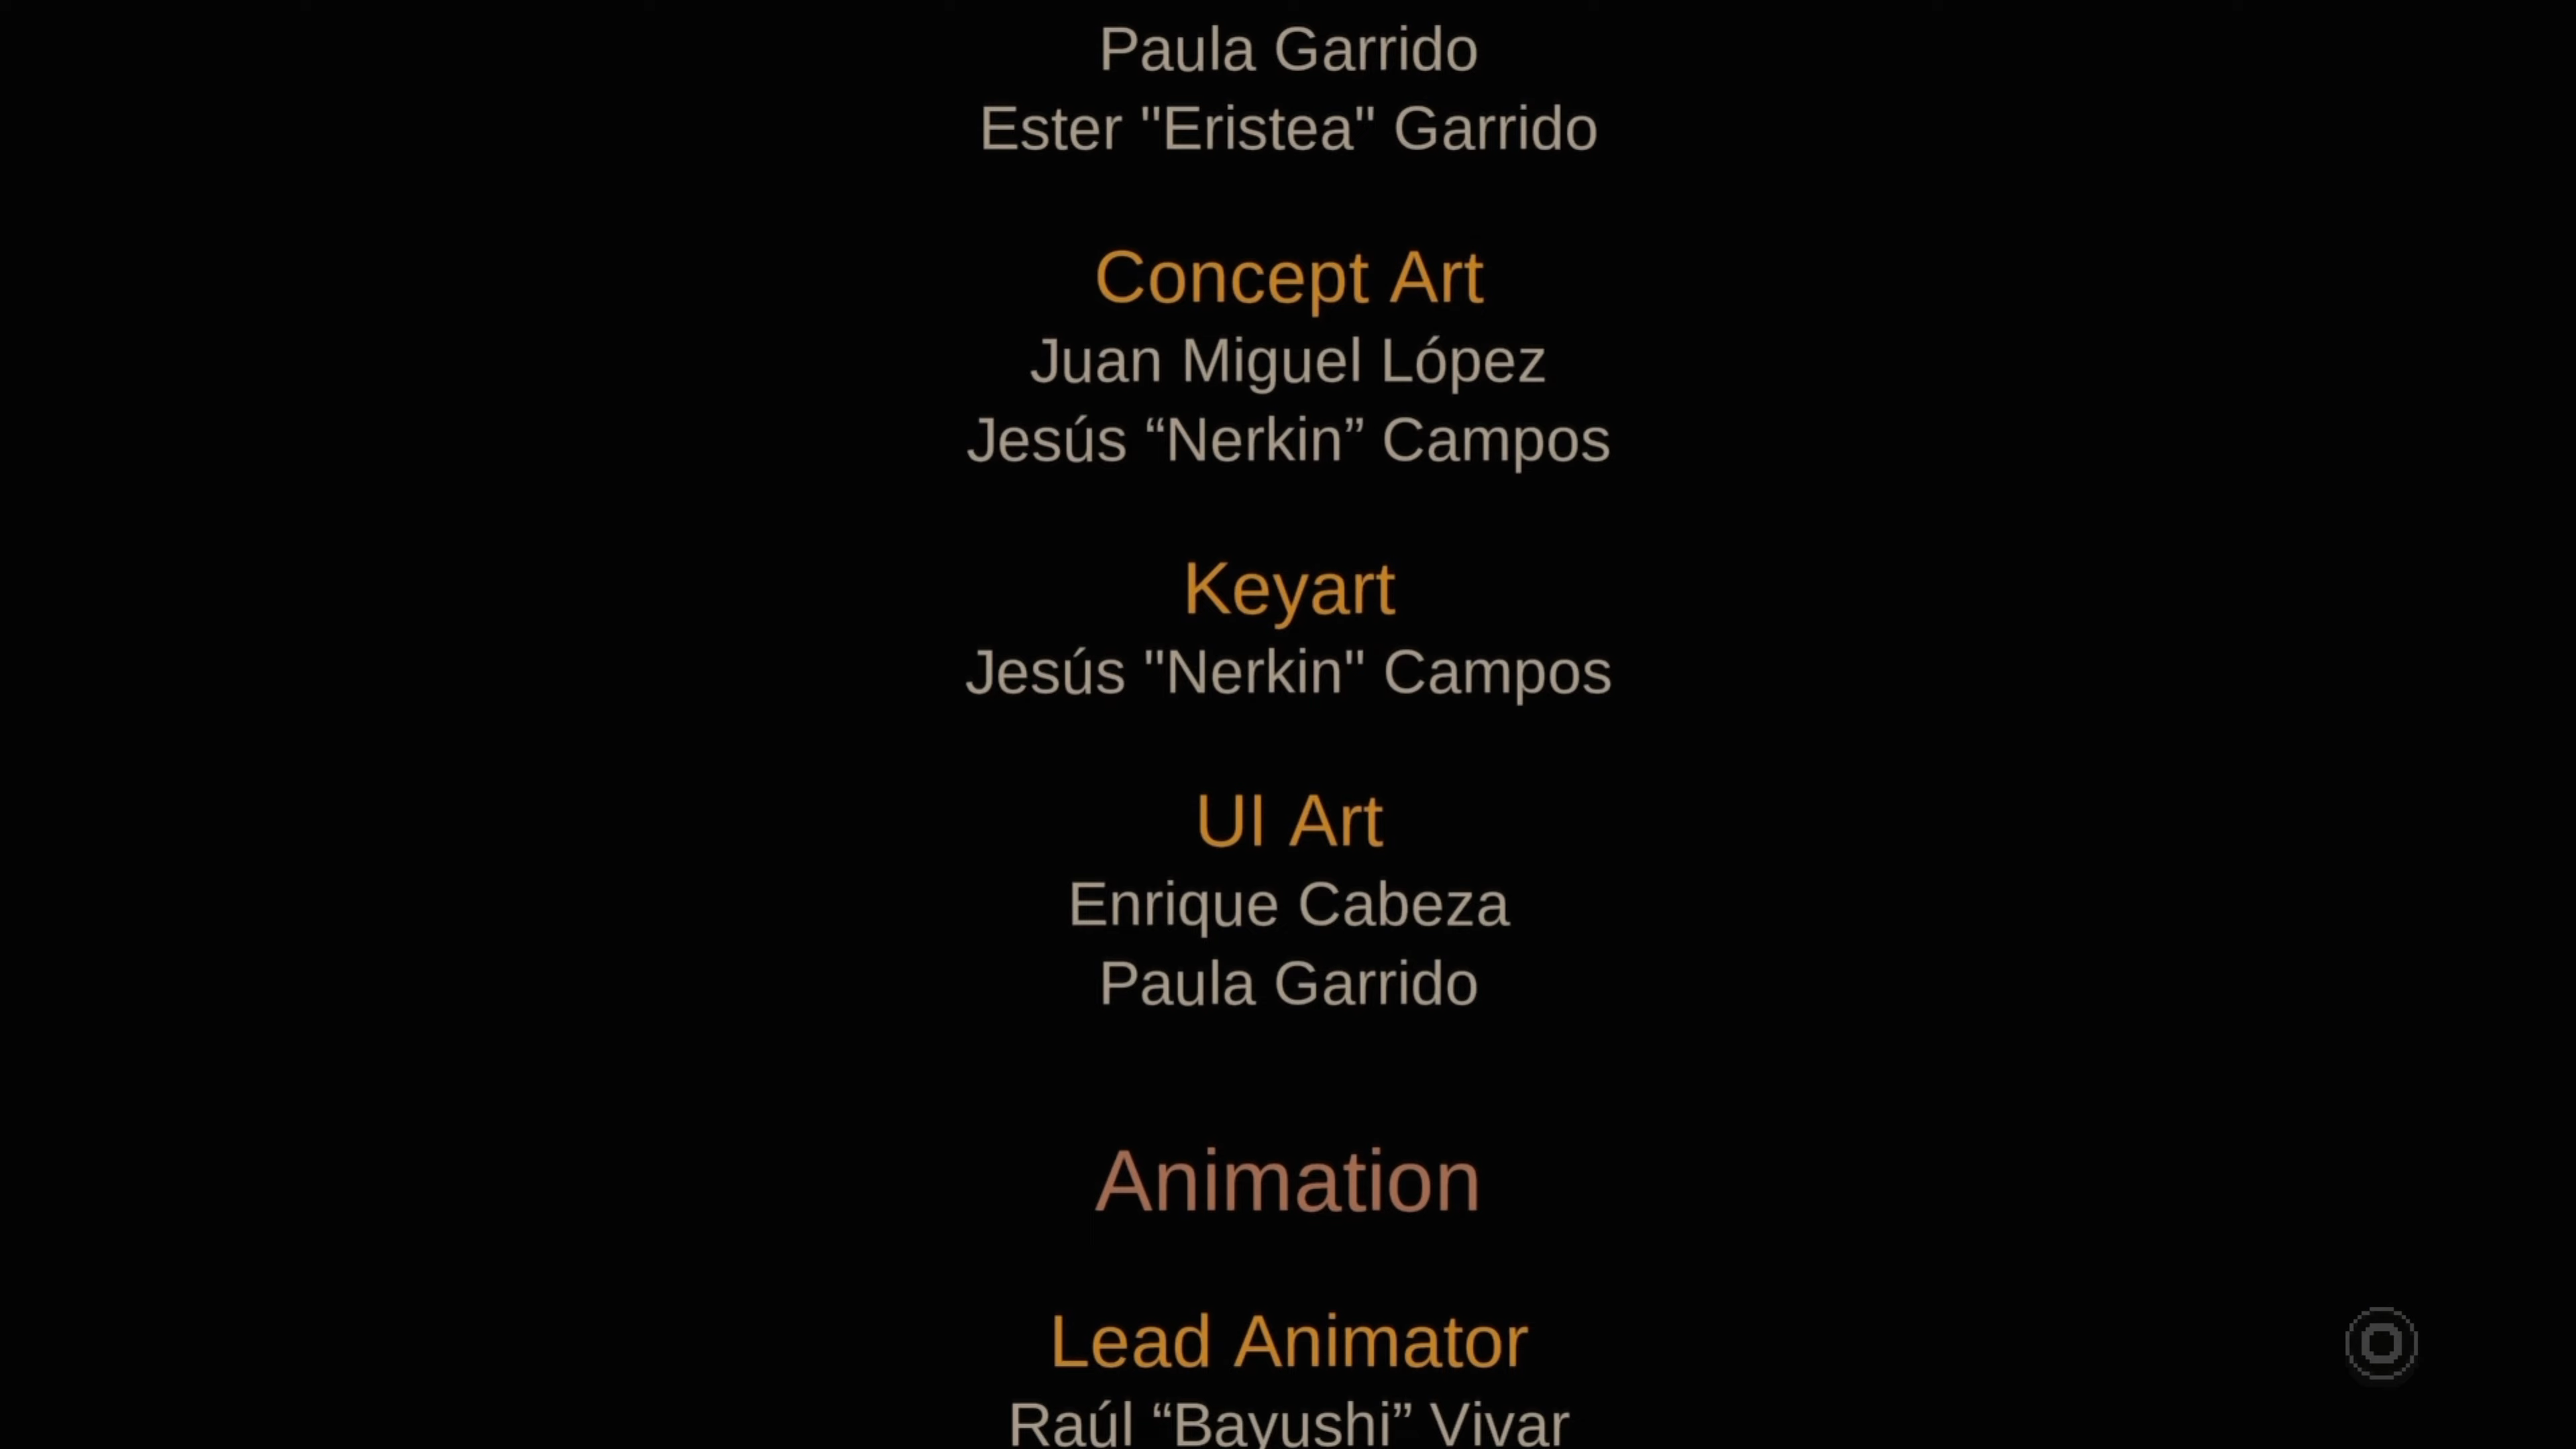 Paula Garrido
Ester "Eristea" Garrido
Concept Art
Juan Miguel López
Jesús “Nerkin” Campos
Keyart
Jesús "Nerkin" Campos
UI Art
Enrique Cabeza
Paula Garrido
Animation
Lead Animator
Raúl “Bayushi” Vivar